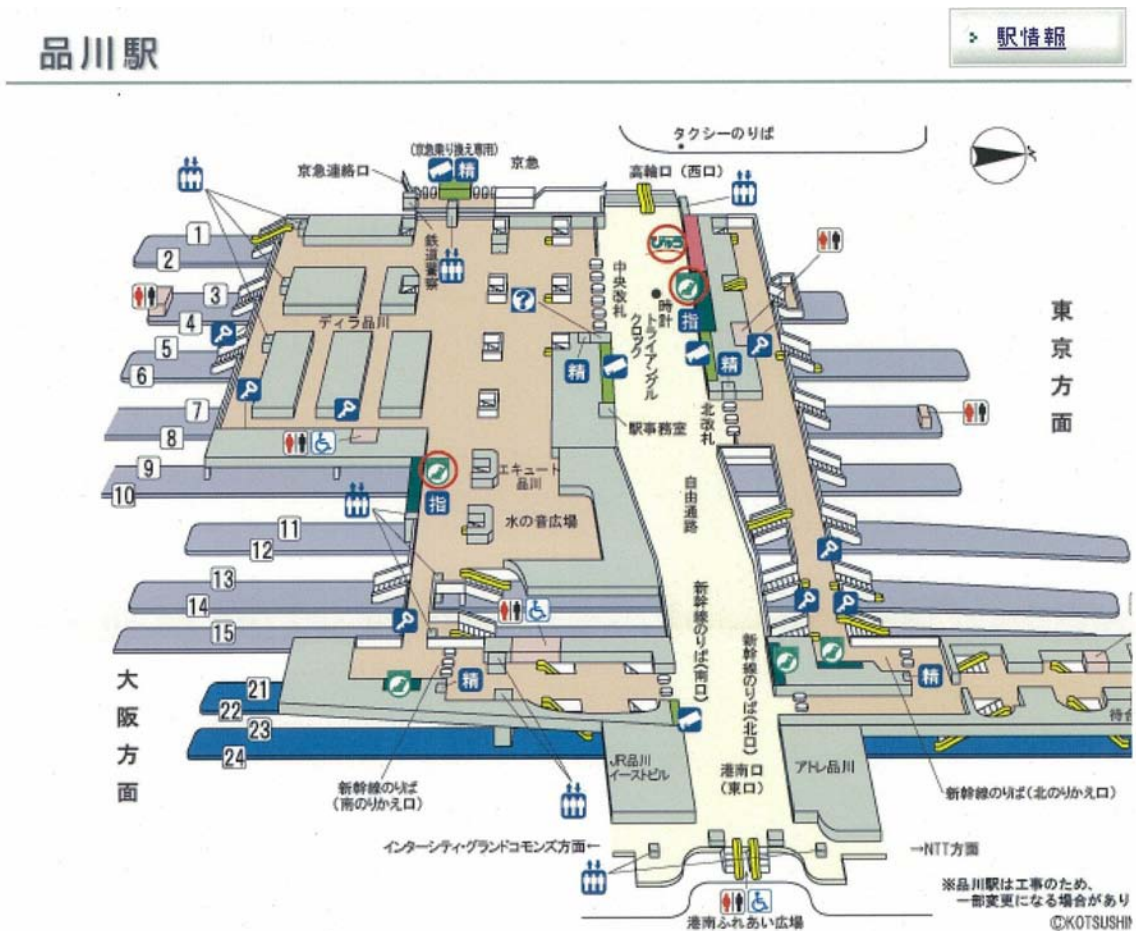 品川駅
駅情報
タクシーのりば
(京急乗り換え専用)
精
京急
京急連絡口
高輪口(西口)
鉄道警察
びゅう
中央改札
時計
トライアングル
クロック
指
ディラ品川
精
精
東京方面
北改札
駅事務室
1
2
3
4
5
6
7
8
9
10
11
12
13
14
15
エキュート
品川
指
水の音広場
自由通路
新幹線のりば(南口)
新幹線のりば(北口)
精
精
大阪方面
21
22
23
24
待合
JR品川
イーストビル
港南口
(東口)
アトレ品川
新幹線のりば
(南のりかえ口)
新幹線のりば(北のりかえ口)
インターシティ・グランドコモンズ方面←
→NTT方面
港南ふれあい広場
※品川駅は工事のため、
一部変更になる場合があり
©KOTSUSHIN